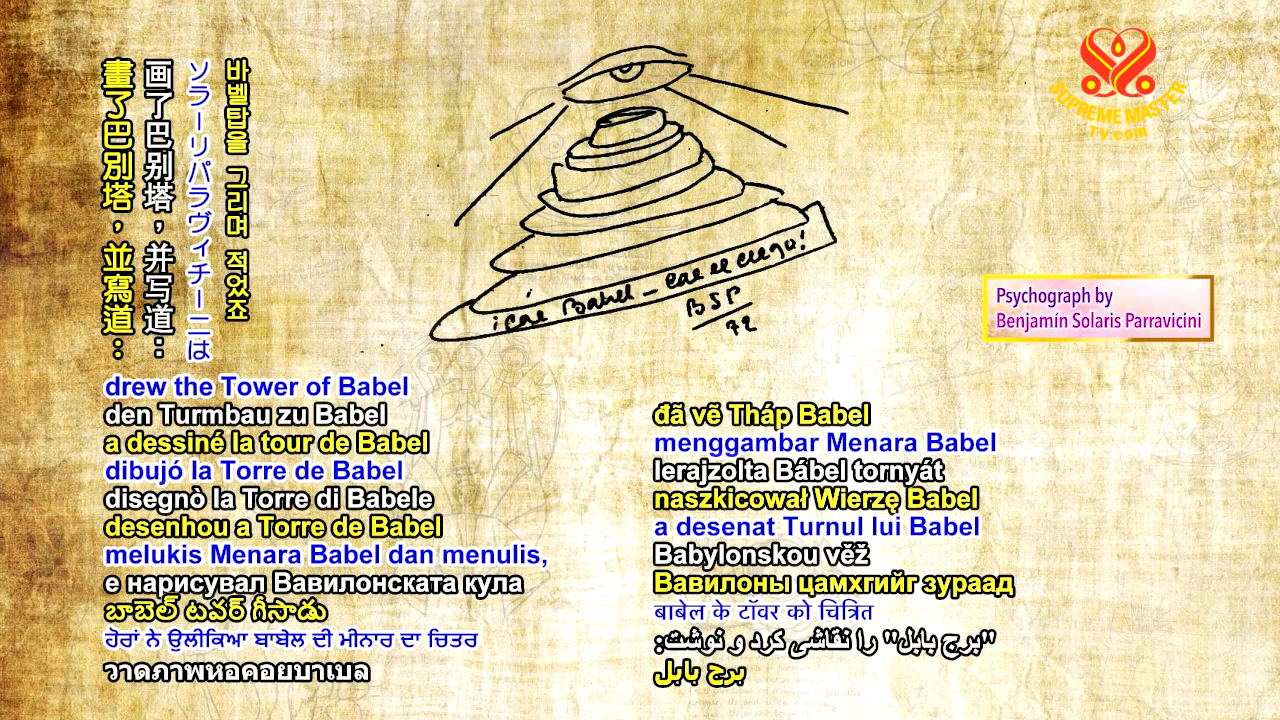 바벨탑을 그리며 적었죠
ソラーリパラヴィチーニは
画了巴别塔，并写道：
畫了巴別塔，並寫道：
¡cae Babel – cae el ciego!
BSP
72
SUPREME MASTER
TV.com
Psychograph by
Benjamín Solaris Parravicini
drew the Tower of Babel
den Turmbau zu Babel
a dessiné la tour de Babel
dibujó la Torre de Babel
disegnò la Torre di Babele
desenhou a Torre de Babel
melukis Menara Babel dan menulis,
е нарисувал Вавилонската кула
బాబెల్ టవర్ గీసాడు
ਹੋਰਾਂ ਨੇ ਉਲੀਕਿਆ ਬਾਬੇਲ ਦੀ ਮੀਨਾਰ ਦਾ ਚਿਤਰ
วาดภาพหอคอยบาเบล
đã vẽ Tháp Babel
menggambar Menara Babel
lerajzolta Bábel tornyát
naszkicował Wierzę Babel
a desenat Turnul lui Babel
Babylonskou věž
Вавилоны цамхгийг зураад
बाबेल के टॉवर को चित्रित
"برج بابل" را نقاشی کرد و نوشت:
برج بابل